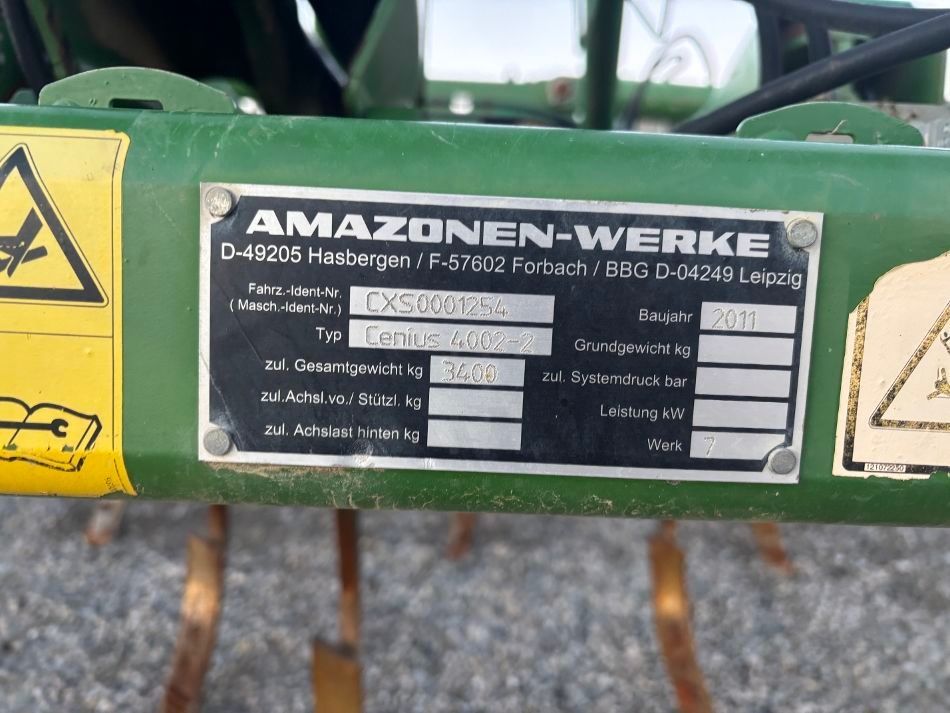 AMAZONEN-WERKE
D-49205 Hasbergen / F-57602 Forbach / BBG D-04249 Leipzig
Fahrz.-Ident-Nr.
( Masch.-Ident-Nr.) CXS0001254
Typ Cenius 4002-2
zul. Gesamtgewicht kg 3400
zul.Achsl.vo./ Stützl. kg
zul. Achslast hinten kg
Baujahr 2011
Grundgewicht kg
zul. Systemdruck bar
Leistung kW
Werk 7
121072230